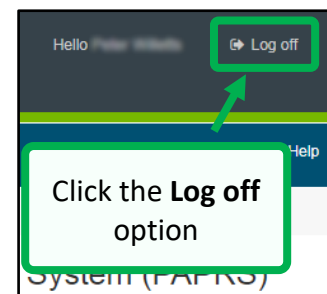 Hello
Log off
Help
Click the Log off
option
System (PAPRS)